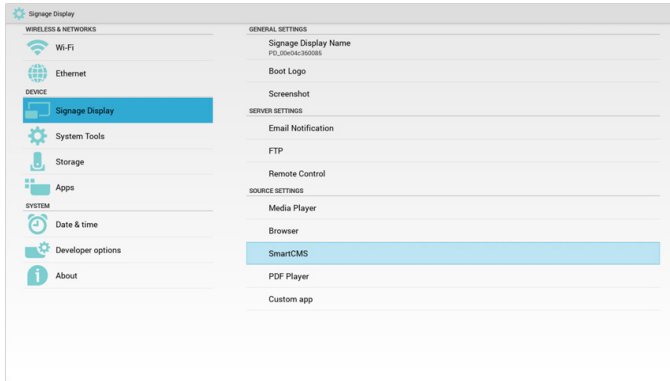 Signage Display
WIRELESS & NETWORKS
Wi-Fi
Ethernet
DEVICE
Signage Display
System Tools
Storage
Apps
SYSTEM
Date & time
Developer options
About
GENERAL SETTINGS
Signage Display Name
PD_00e04c360085
Boot Logo
Screenshot
SERVER SETTINGS
Email Notification
FTP
Remote Control
SOURCE SETTINGS
Media Player
Browser
SmartCMS
PDF Player
Custom app